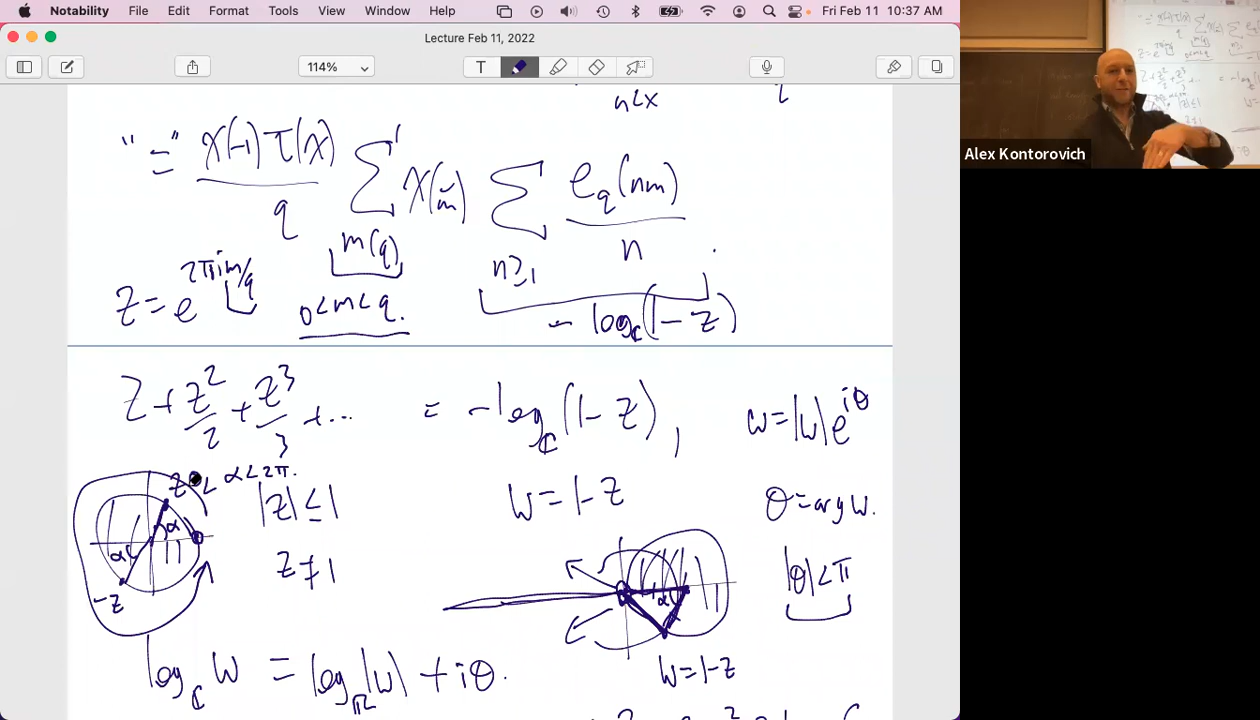 Notability File Edit Format Tools View Window Help Fri Feb 11 10:37 AM
Lecture Feb 11, 2022
114% T
n<x q
"=" χ(-1) τ(χ) / q Σ χ̄(m) Σ e_q(nm) / n
m(q) n≥1
z = e^{2πim/q} 0<m<q. - log_ℂ(1-z)
z + z²/2 + z³/3 + ... = -log_ℂ(1-z), w = |w|e^{iθ}
z 0< α<2π. |z| ≤ 1 w = 1-z θ = arg w.
α α -z z ≠ 1 α |θ|<π
w = 1-z
log_ℂ w = log_ℝ |w| + iθ.
Alex Kontorovich